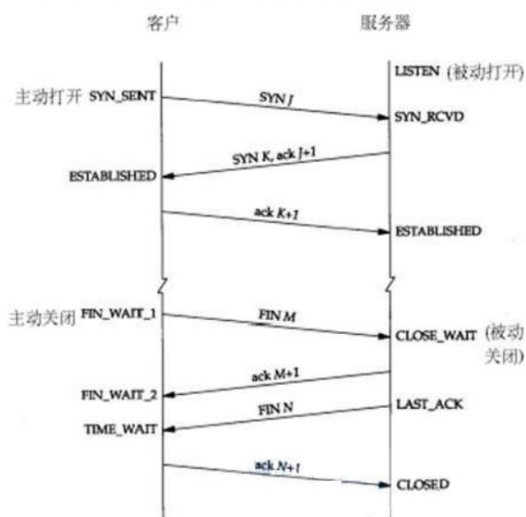 客户 服务器
LISTEN (被动打开)
主动打开 SYN_SEINT
SYN J
SYN_RCVD
SYN K, ack J+1
ESTABLISHED
ack K+1
ESTABLISHED
主动关闭 FIN_WAIT_1
FIN M
CLOSE_WAIT (被动
关闭)
ack M+1
FIN_WAIT_2
FIN N
LAST_ACK
TIME_WAIT
ack N+1
CLOSED